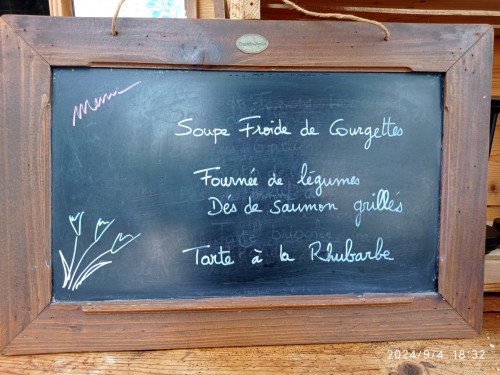 Menu
Soupe Froide de Courgettes
Fournée de légumes
Dés de Saumon grillés
Tarte à la Rhubarbe
2024/9/4 18:32